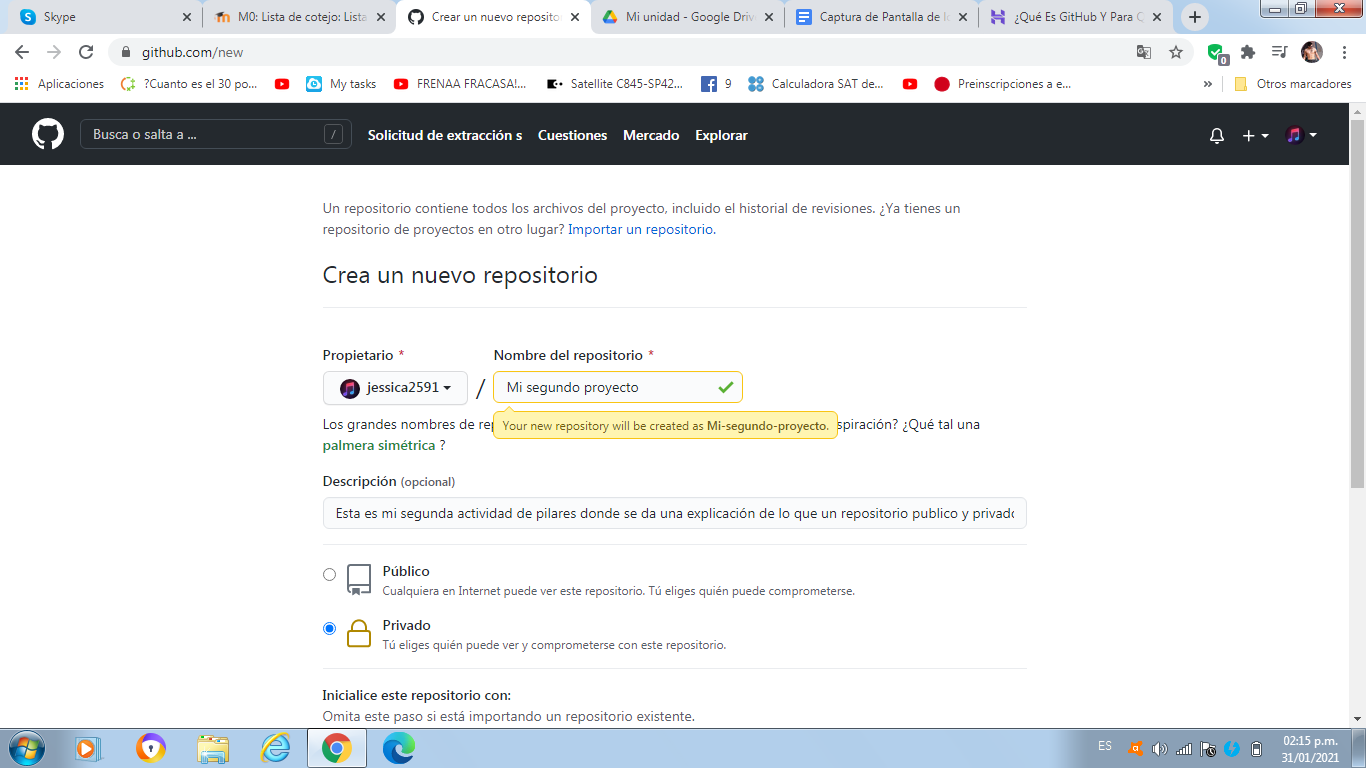 Skype
M0: Lista de cotejo: Lista
Crear un nuevo reposito
Mi unidad - Google Driv
Captura de Pantalla de lo
¿Qué Es GitHub Y Para Q
github.com/new
0
Aplicaciones
?Cuanto es el 30 po...
My tasks
FRENAA FRACASA!...
Satellite C845-SP42...
9
Calculadora SAT de...
Preinscripciones a e...
»
Otros marcadores
Busca o salta a ...
/
Solicitud de extracción s
Cuestiones
Mercado
Explorar
Un repositorio contiene todos los archivos del proyecto, incluido el historial de revisiones. ¿Ya tienes un
repositorio de proyectos en otro lugar? Importar un repositorio.
Crea un nuevo repositorio
Propietario *
Nombre del repositorio *
jessica2591
/
Mi segundo proyecto
Los grandes nombres de rep
spiración? ¿Qué tal una
Your new repository will be created as Mi-segundo-proyecto.
palmera simétrica ?
Descripción (opcional)
Esta es mi segunda actividad de pilares donde se da una explicación de lo que un repositorio publico y privado
Público
Cualquiera en Internet puede ver este repositorio. Tú eliges quién puede comprometerse.
Privado
Tú eliges quién puede ver y comprometerse con este repositorio.
Inicialice este repositorio con:
Omita este paso si está importando un repositorio existente.
ES
02:15 p.m.
31/01/2021